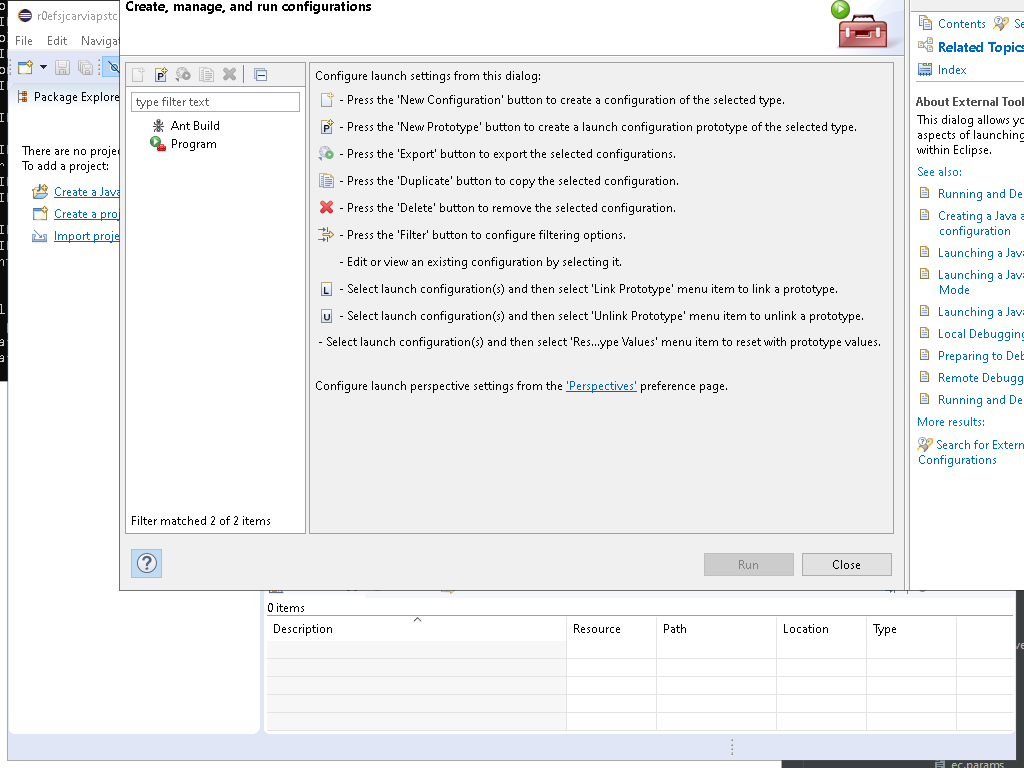 Create, manage, and run configurations
r0efsjcarviapstc
File Edit Navigat
Package Explore
There are no projec
To add a project:
Create a Java
Create a proj
Import proje
type filter text
Ant Build
Program
Filter matched 2 of 2 items
Configure launch settings from this dialog:
- Press the 'New Configuration' button to create a configuration of the selected type.
- Press the 'New Prototype' button to create a launch configuration prototype of the selected type.
- Press the 'Export' button to export the selected configurations.
- Press the 'Duplicate' button to copy the selected configuration.
- Press the 'Delete' button to remove the selected configuration.
- Press the 'Filter' button to configure filtering options.
- Edit or view an existing configuration by selecting it.
L - Select launch configuration(s) and then select 'Link Prototype' menu item to link a prototype.
U - Select launch configuration(s) and then select 'Unlink Prototype' menu item to unlink a prototype.
- Select launch configuration(s) and then select 'Res...ype Values' menu item to reset with prototype values.
Configure launch perspective settings from the 'Perspectives' preference page.
?
Run
Close
Contents Se
Related Topics
Index
About External Tool
This dialog allows yo
aspects of launching
within Eclipse.
See also:
Running and De
Creating a Java a
configuration
Launching a Java
Launching a Java
Mode
Launching a Java
Local Debugging
Preparing to Deb
Remote Debugg
Running and De
More results:
Search for Extern
Configurations
0 items
Description Resource Path Location Type
ec.params